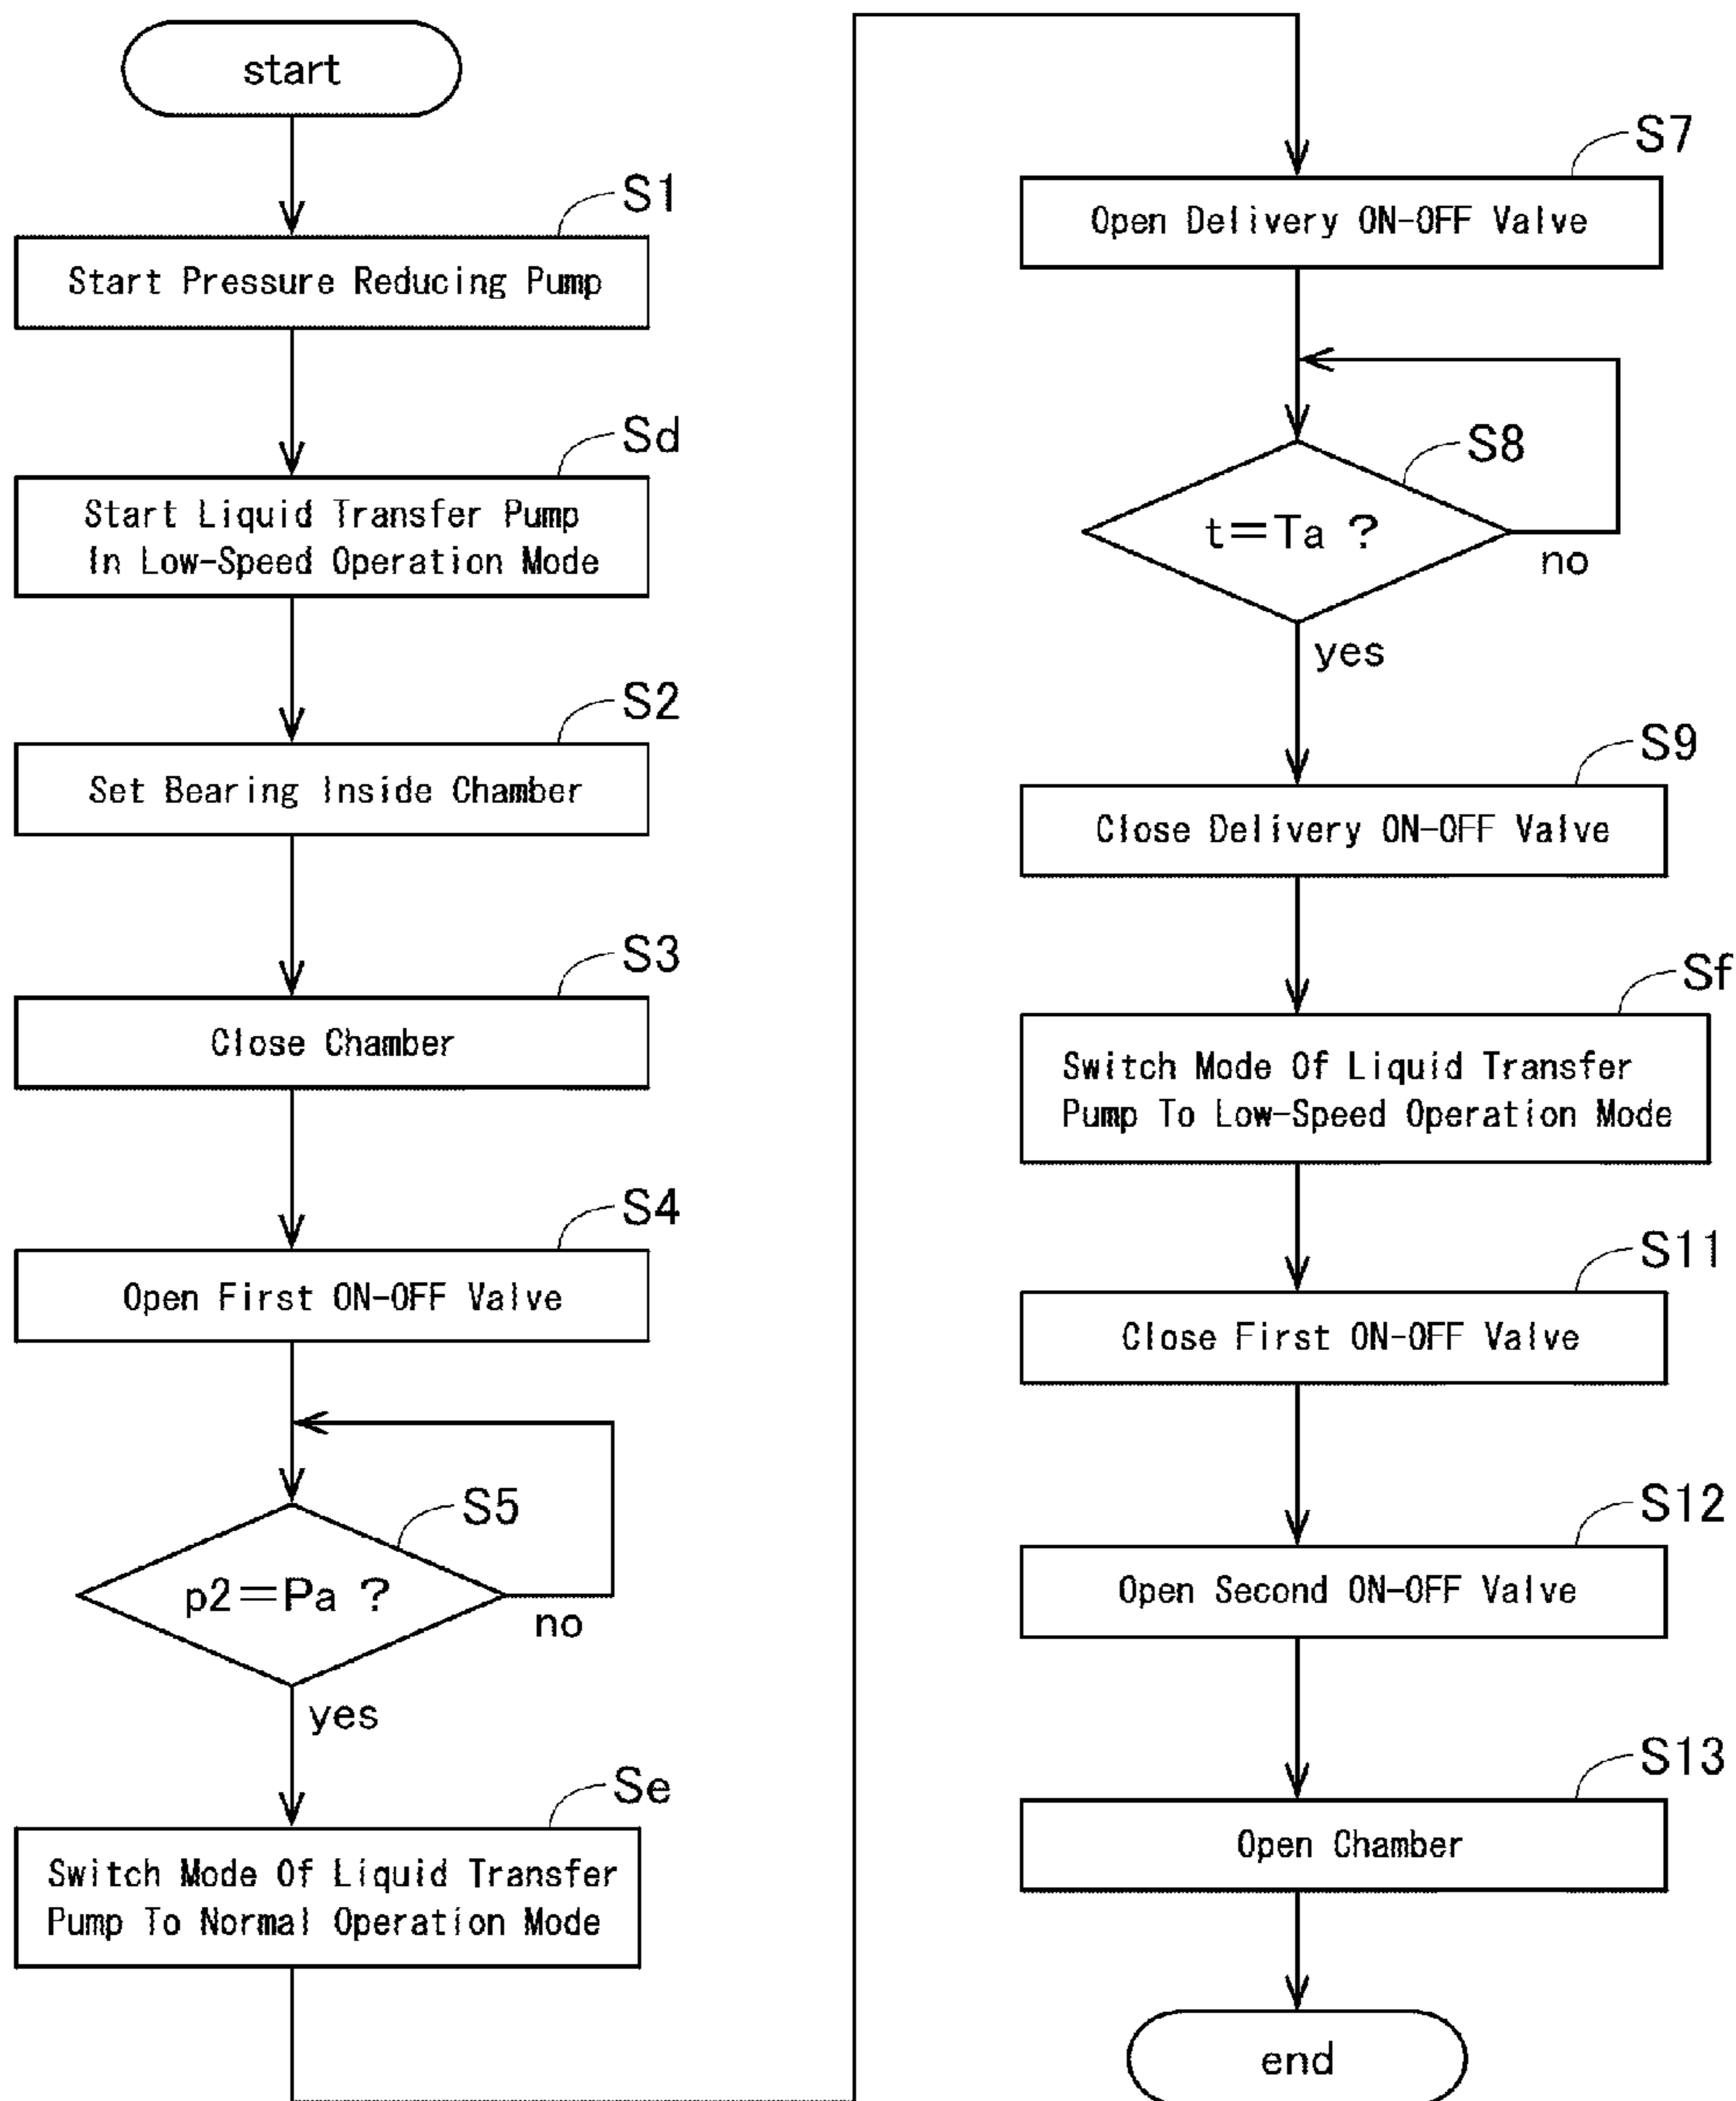 start
S1
Start Pressure Reducing Pump
Sd
Start Liquid Transfer Pump
In Low-Speed Operation Mode
S2
Set Bearing Inside Chamber
S3
Close Chamber
S4
Open First ON-OFF Valve
S5
p2=Pa ?
no
yes
Se
Switch Mode Of Liquid Transfer
Pump To Normal Operation Mode
S7
Open Delivery ON-OFF Valve
S8
t=Ta ?
no
yes
S9
Close Delivery ON-OFF Valve
Sf
Switch Mode Of Liquid Transfer
Pump To Low-Speed Operation Mode
S11
Close First ON-OFF Valve
S12
Open Second ON-OFF Valve
S13
Open Chamber
end